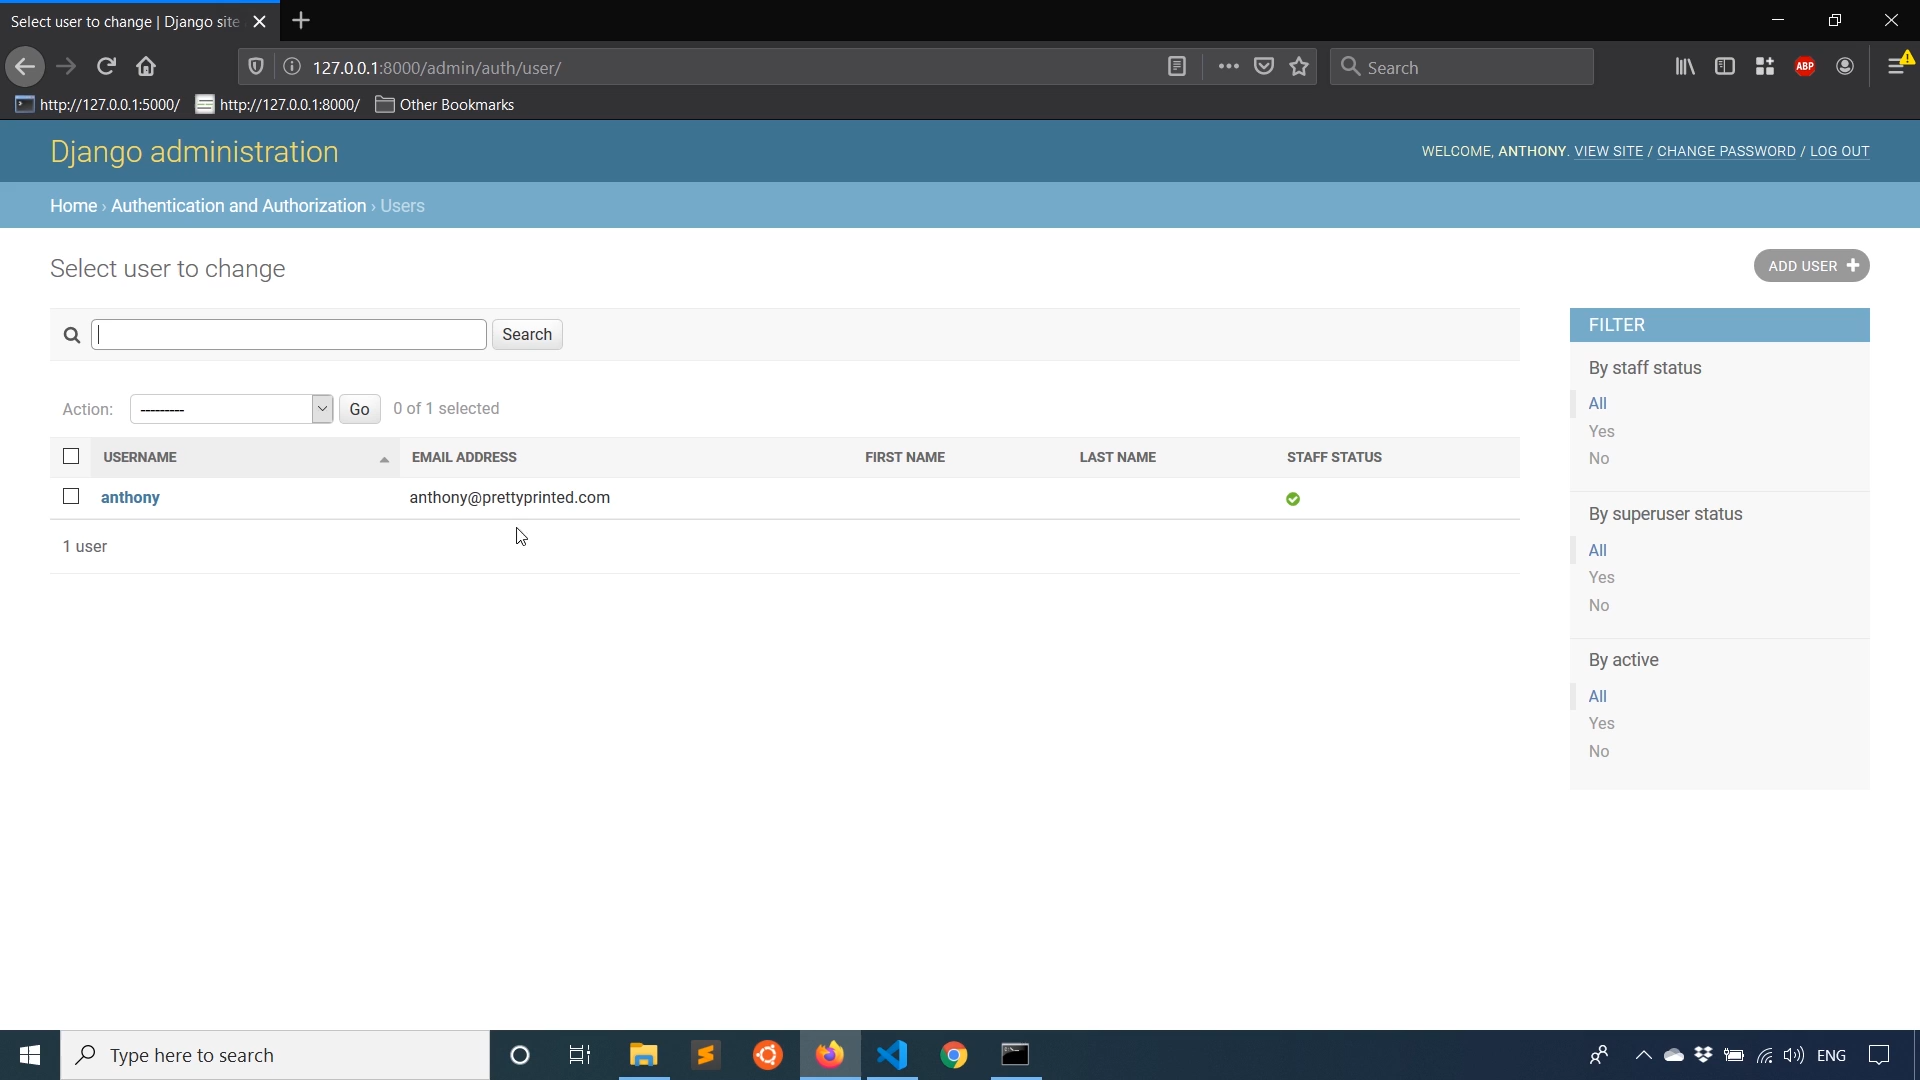 Select user to change | Django site
127.0.0.1:8000/admin/auth/user/
Search
ABP
http://127.0.0.1:5000/ http://127.0.0.1:8000/ Other Bookmarks
Django administration
WELCOME, ANTHONY. VIEW SITE / CHANGE PASSWORD / LOG OUT
Home › Authentication and Authorization › Users
Select user to change
ADD USER +
Search
Action: --------- Go 0 of 1 selected
USERNAME EMAIL ADDRESS FIRST NAME LAST NAME STAFF STATUS
anthony anthony@prettyprinted.com
1 user
FILTER
By staff status
All
Yes
No
By superuser status
All
Yes
No
By active
All
Yes
No
Type here to search
ENG